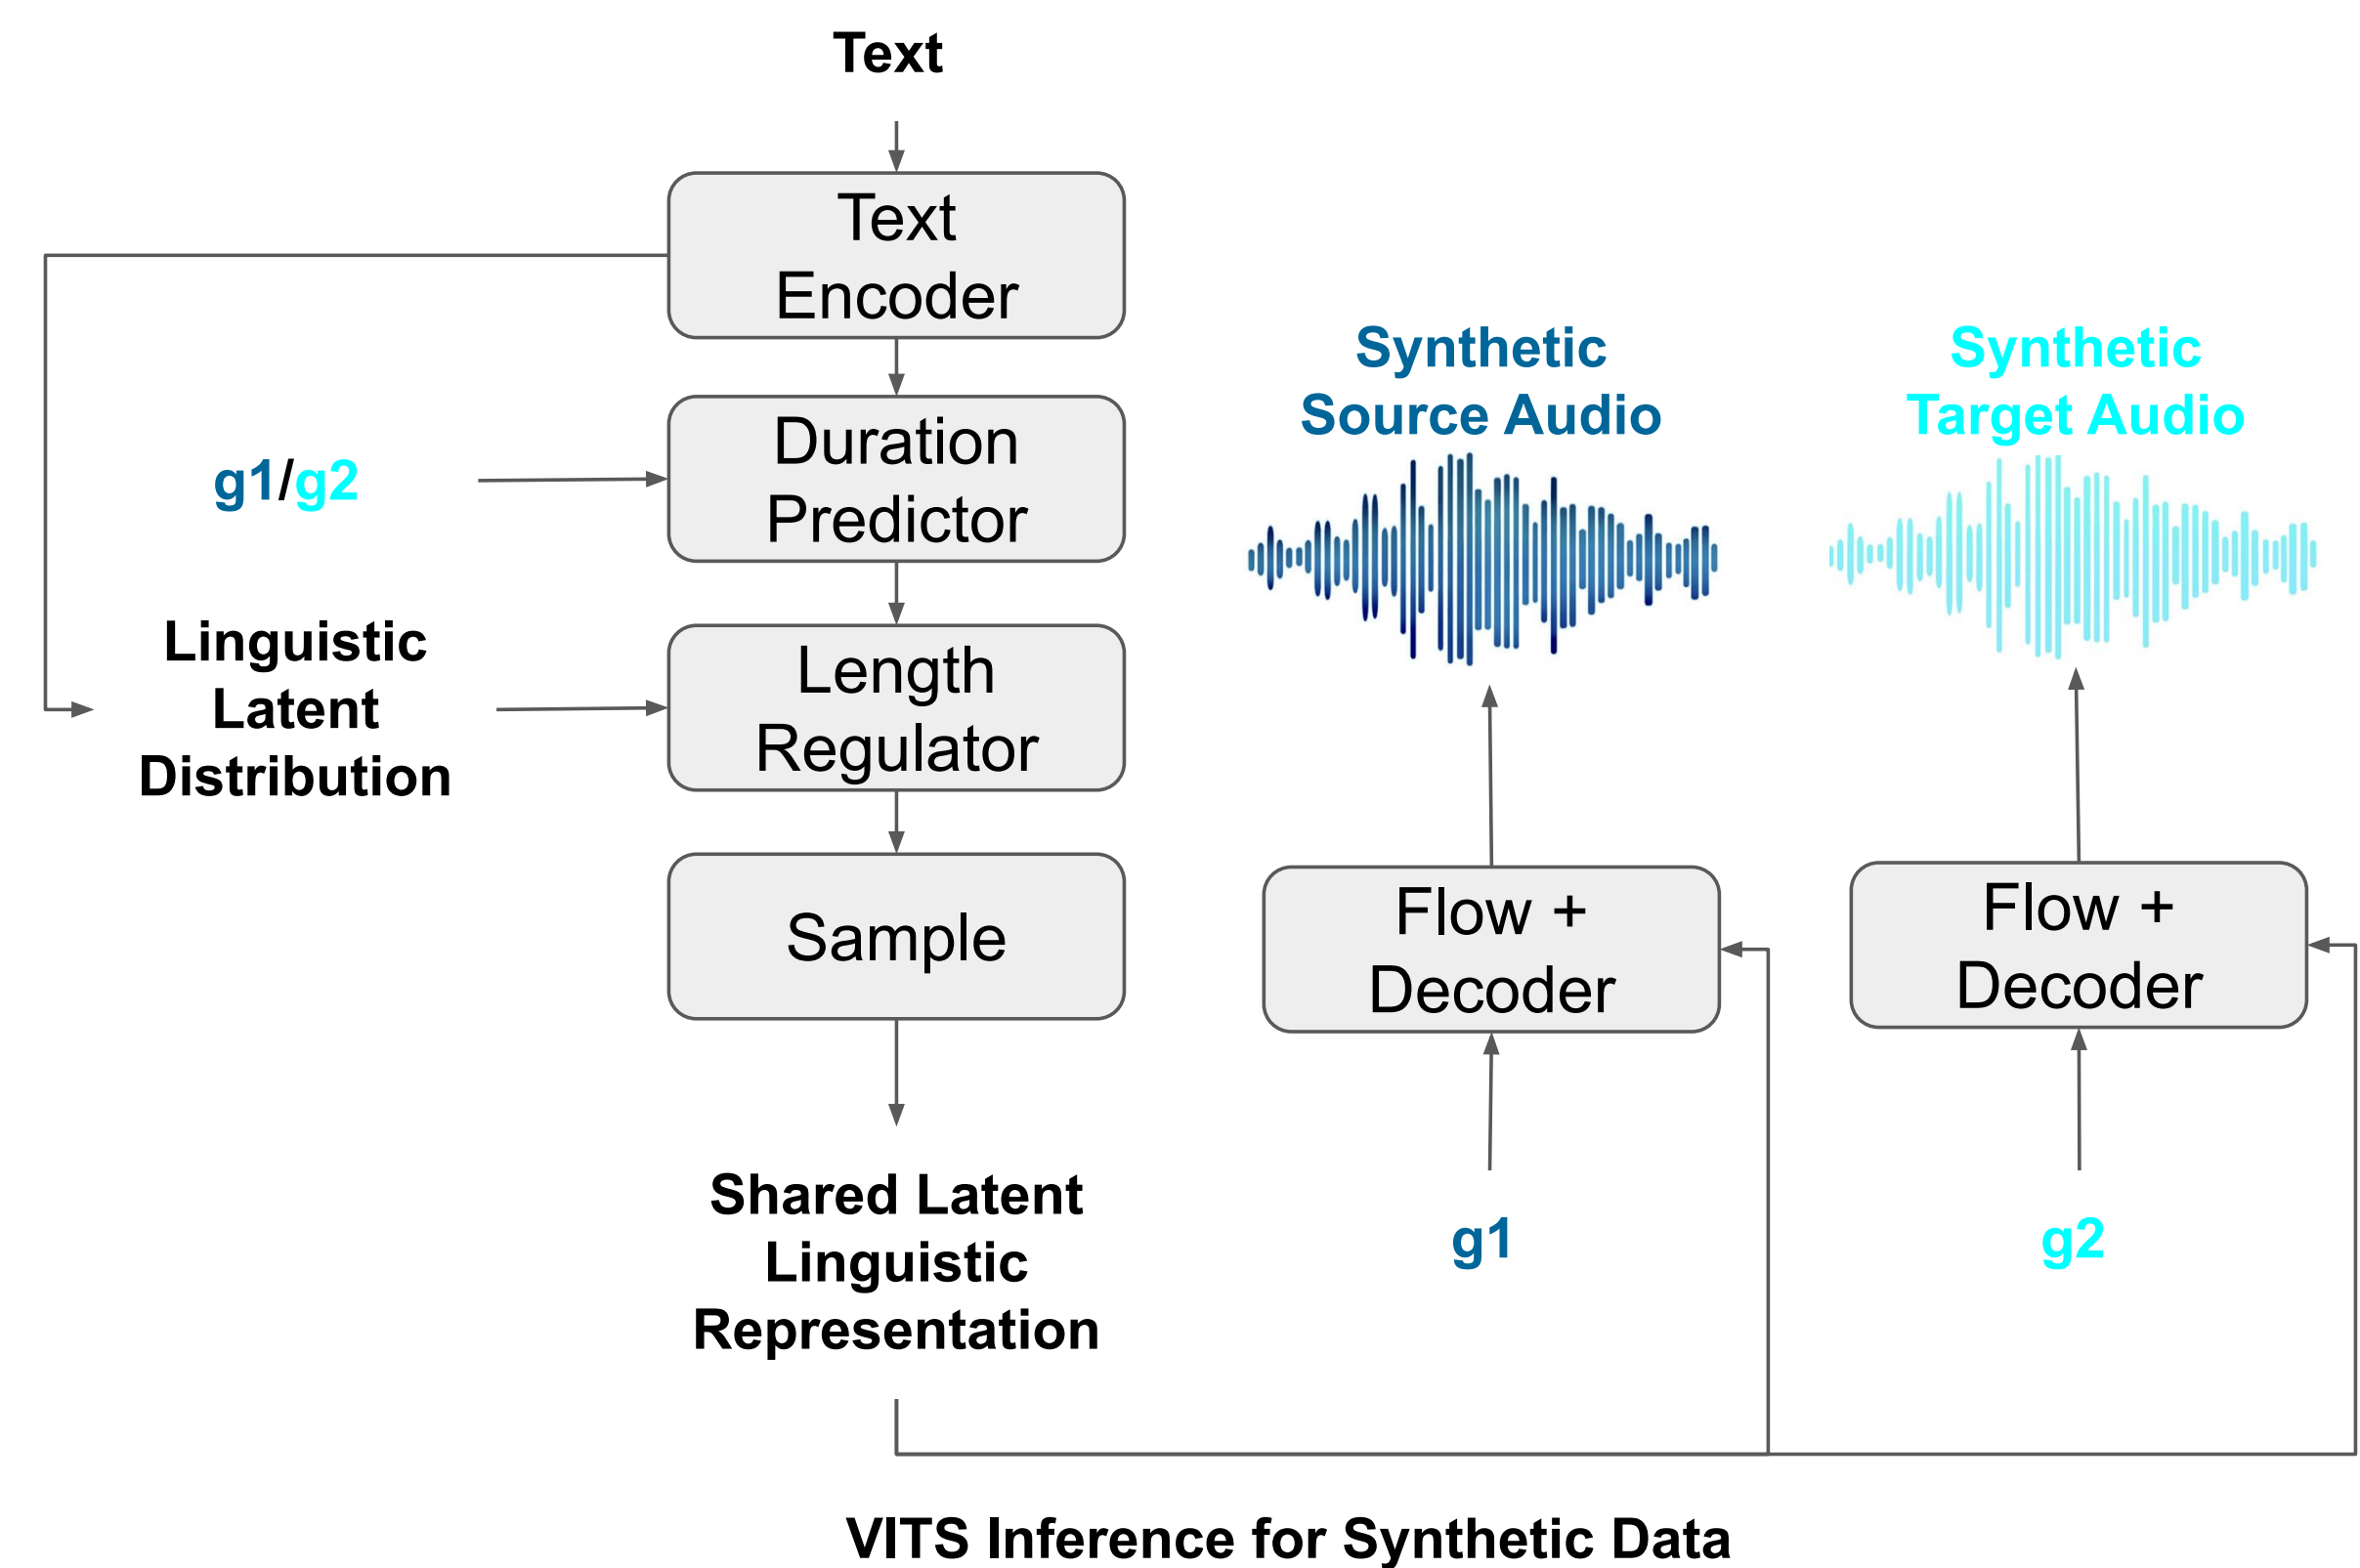 Text
Text
Encoder
Duration
Predictor
g1/g2
Linguistic
Latent
Distribution
Length
Regulator
Sample
Shared Latent
Linguistic
Representation
Synthetic
Source Audio
Flow +
Decoder
g1
Synthetic
Target Audio
Flow +
Decoder
g2
VITS Inference for Synthetic Data